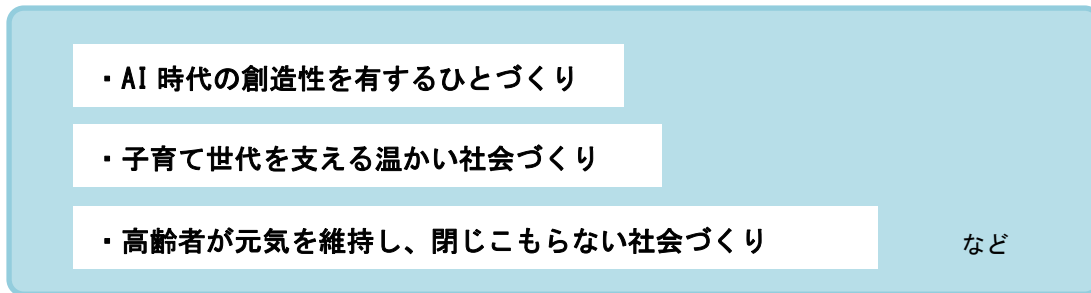 ・AI 時代の創造性を有するひとづくり
・子育て世代を支える温かい社会づくり
・高齢者が元気を維持し、閉じこもらない社会づくり など